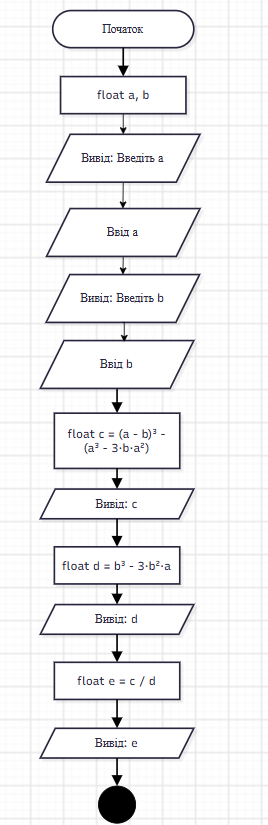 Початок
float a, b
Вивід: Введіть a
Ввід a
Вивід: Введіть b
Ввід b
float c = (a - b)³ -
(a³ - 3·b·a²)
Вивід: c
float d = b³ - 3·b²·a
Вивід: d
float e = c / d
Вивід: e